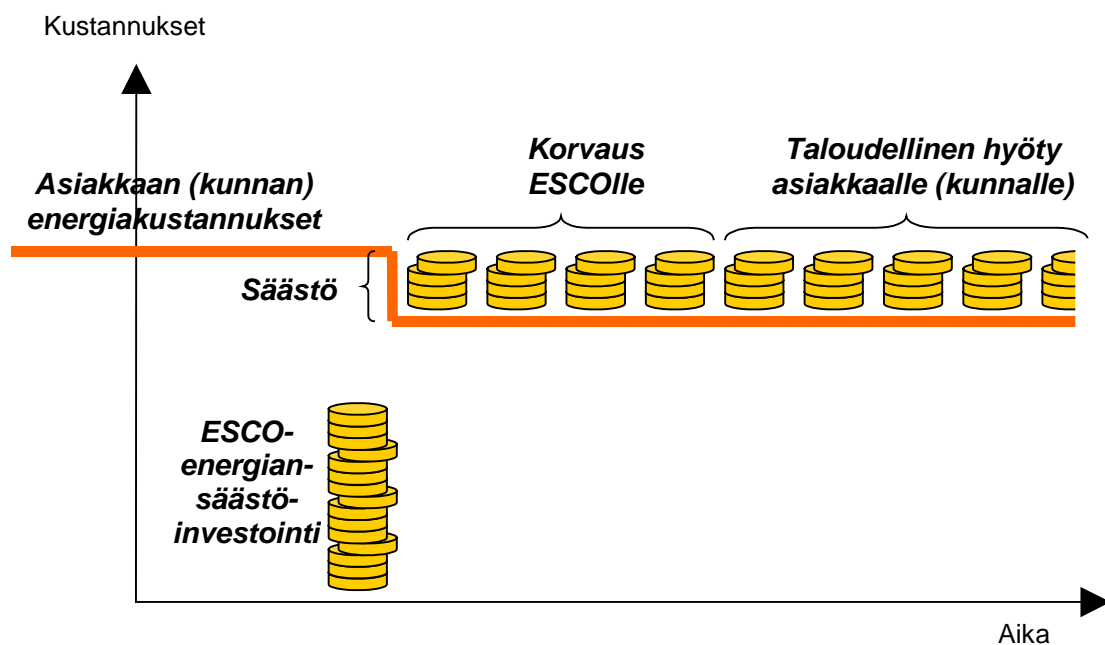 Kustannukset
Asiakkaan (kunnan)
energiakustannukset
Korvaus
ESCOlle
Taloudellinen hyöty
asiakkaalle (kunnalle)
Säästö
ESCO-
energian-
säästö-
investointi
Aika